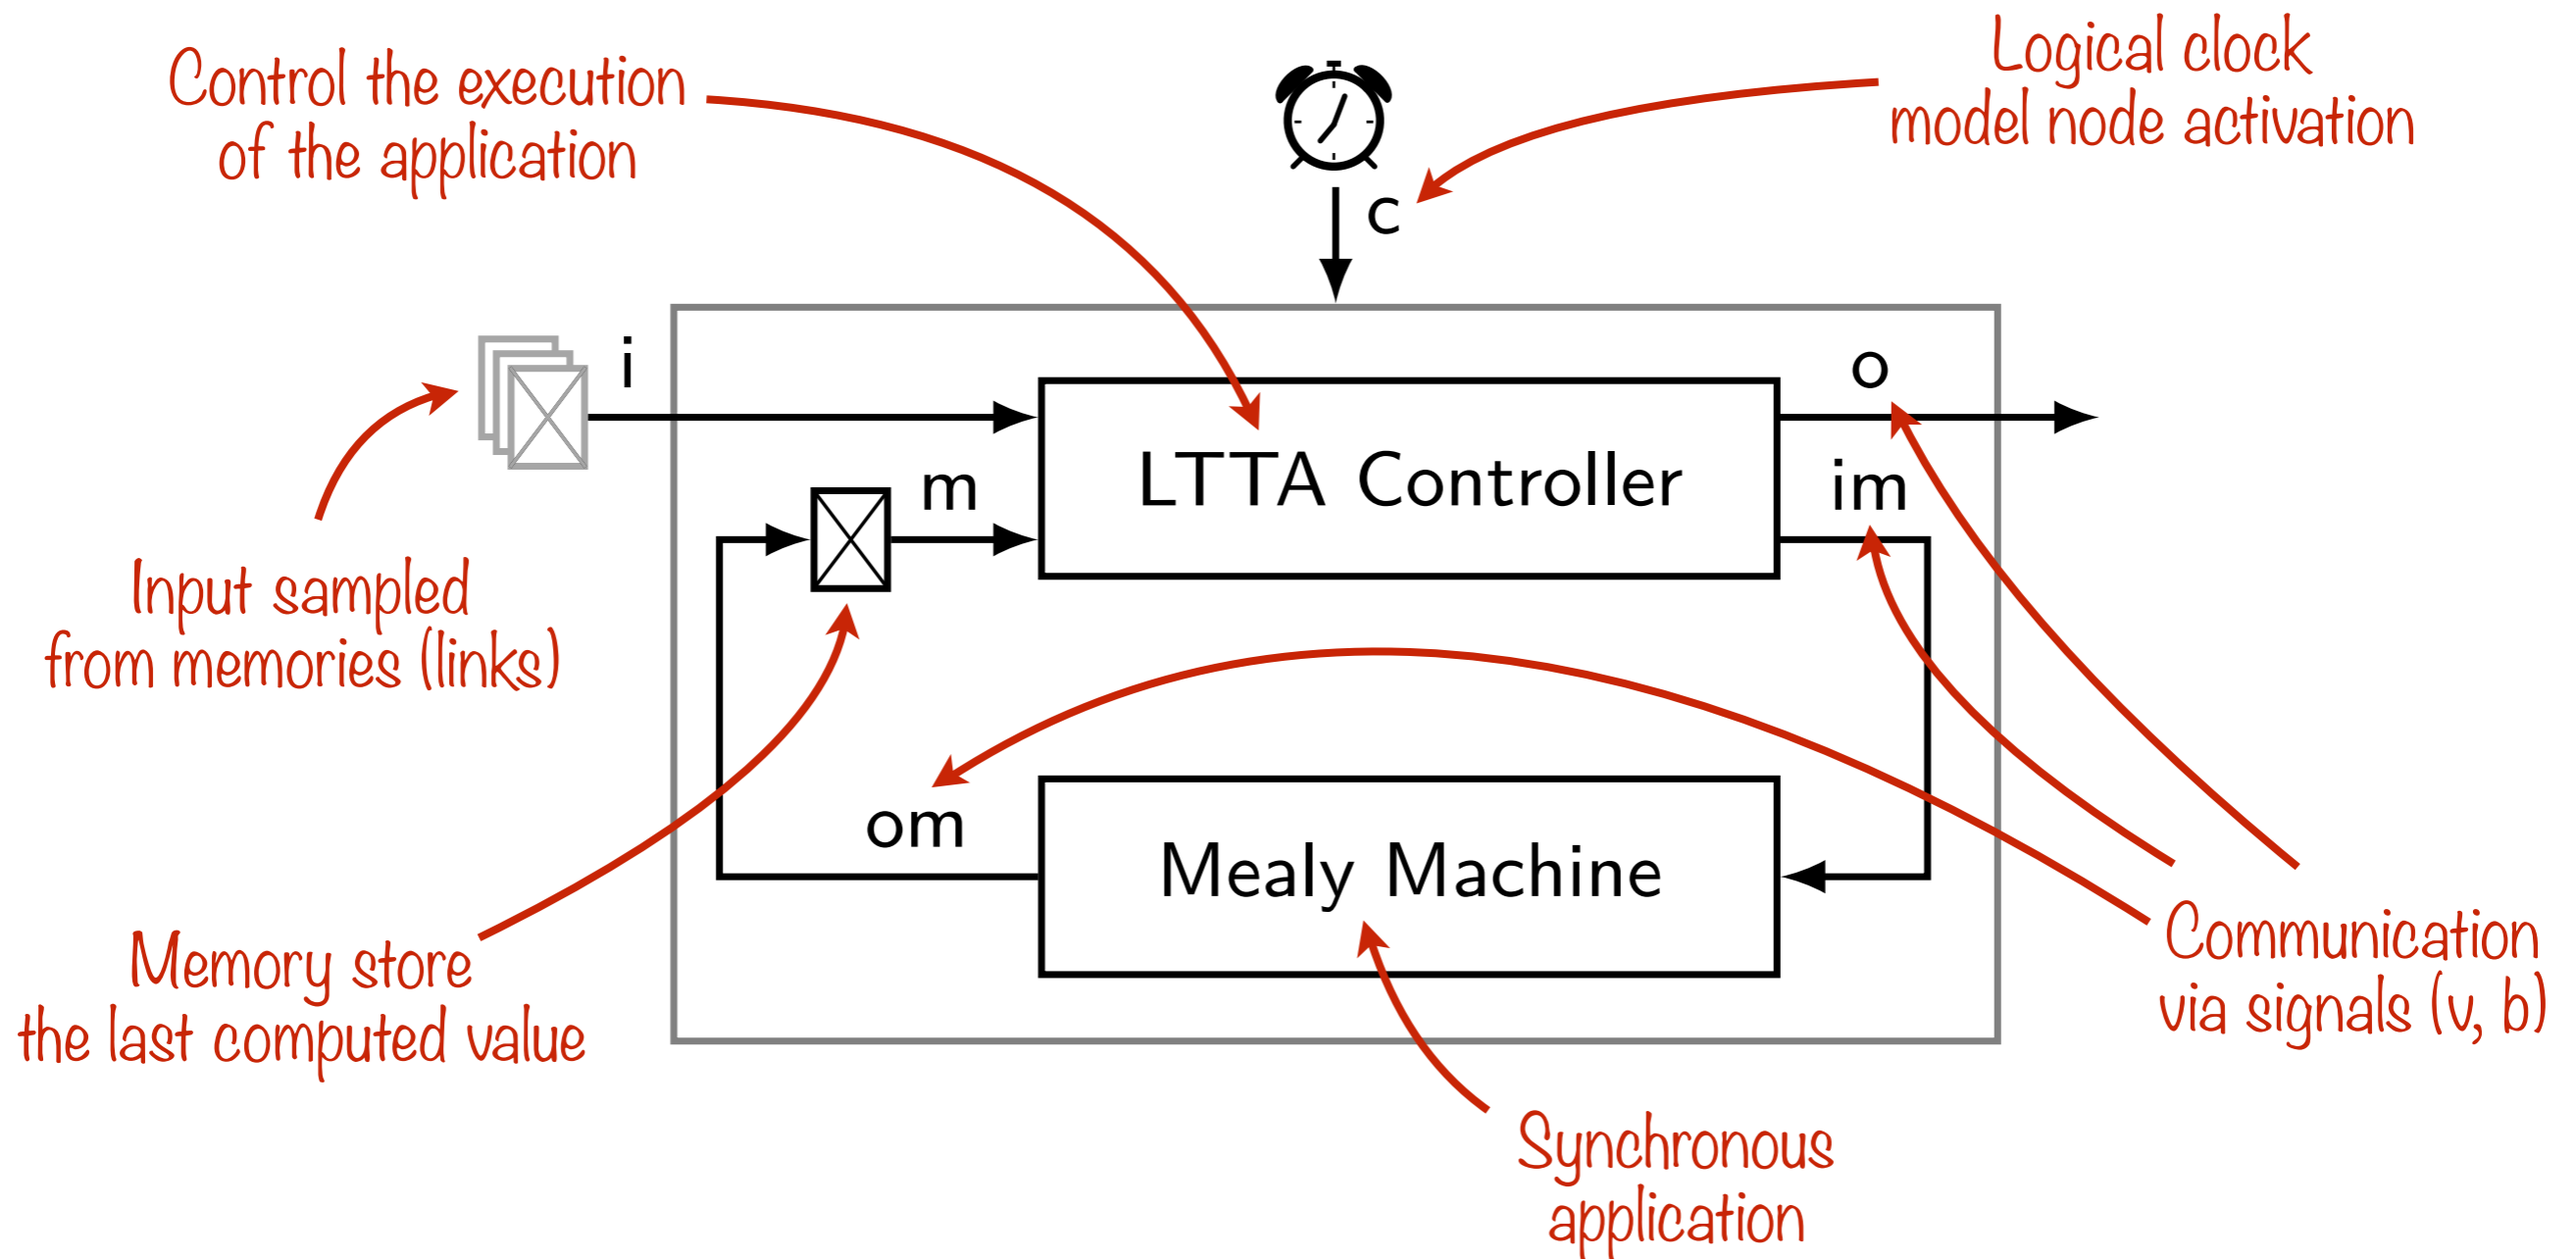 Control the execution
of the application
Logical clock
model node activation
c
i
o
m
LTTA Controller
im
Input sampled
from memories (links)
om
Mealy Machine
Memory store
the last computed value
Communication
via signals (v, b)
Synchronous
application